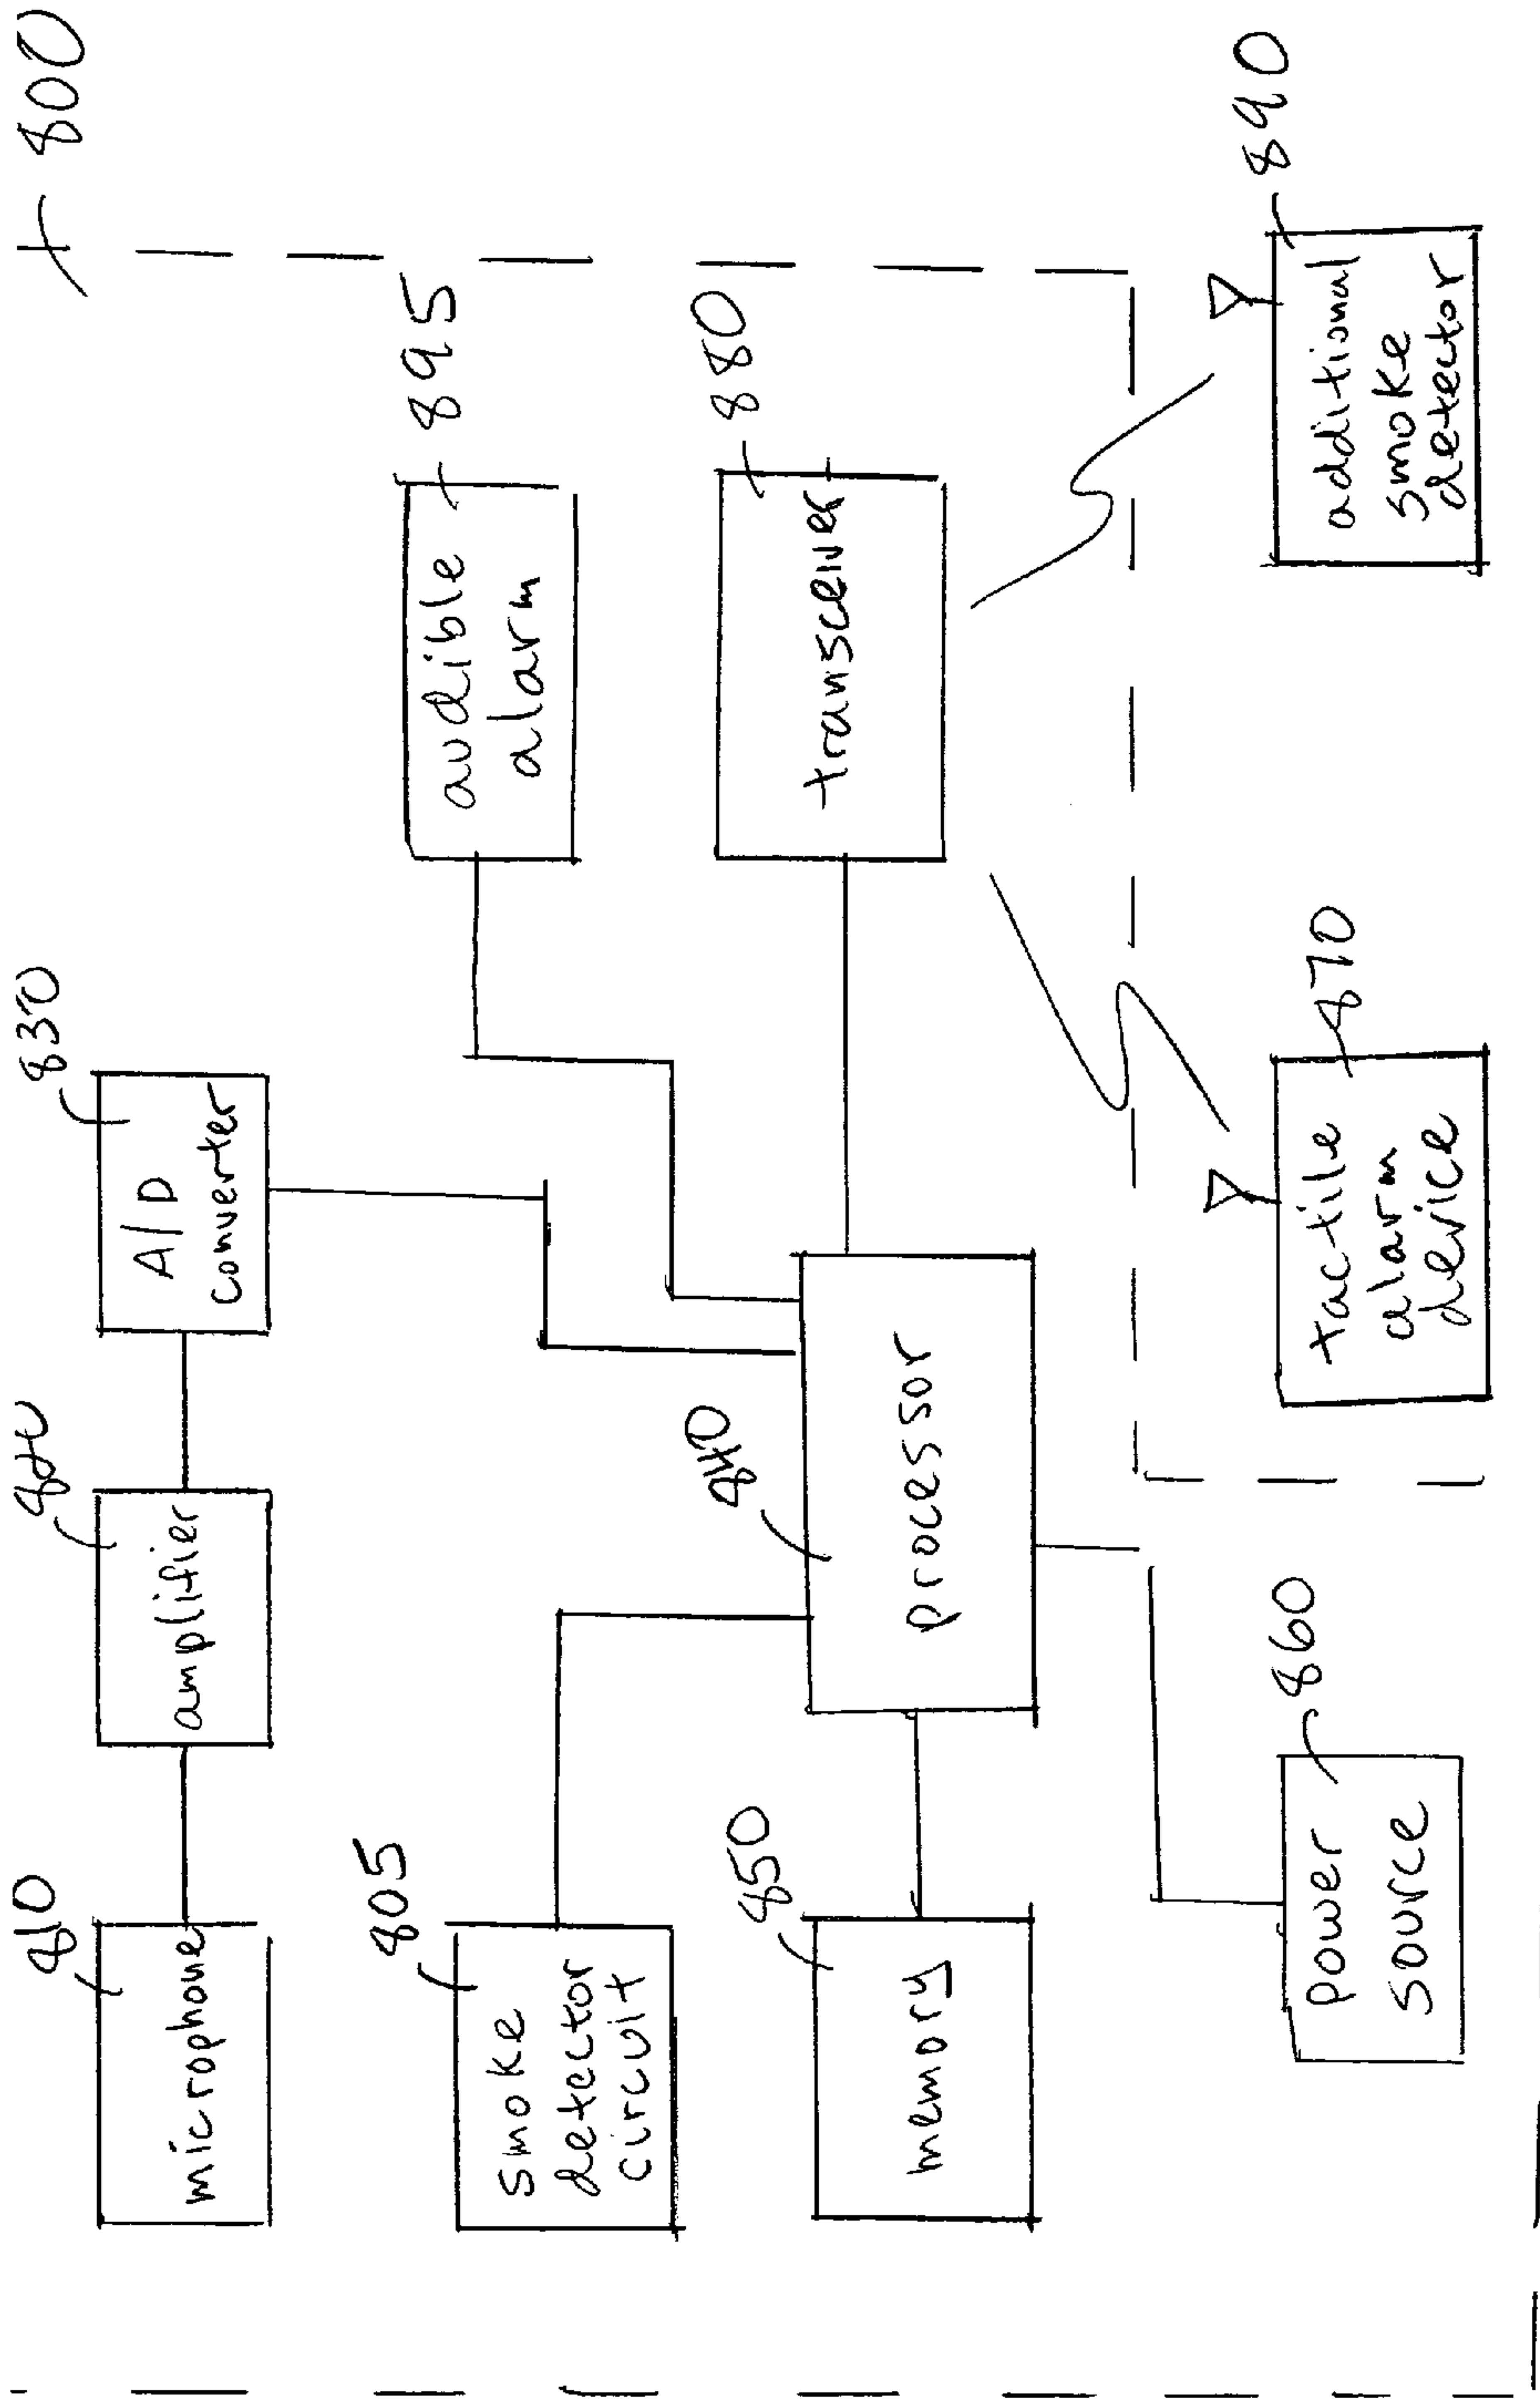 810
820
830
800
microphone
amplifier
A/D
converter
805
895
smoke
detector
circuit
audible
alarm
850
840
880
memory
processor
transceiver
860
870
890
power
source
tactile
alarm
device
additional
smoke
detector